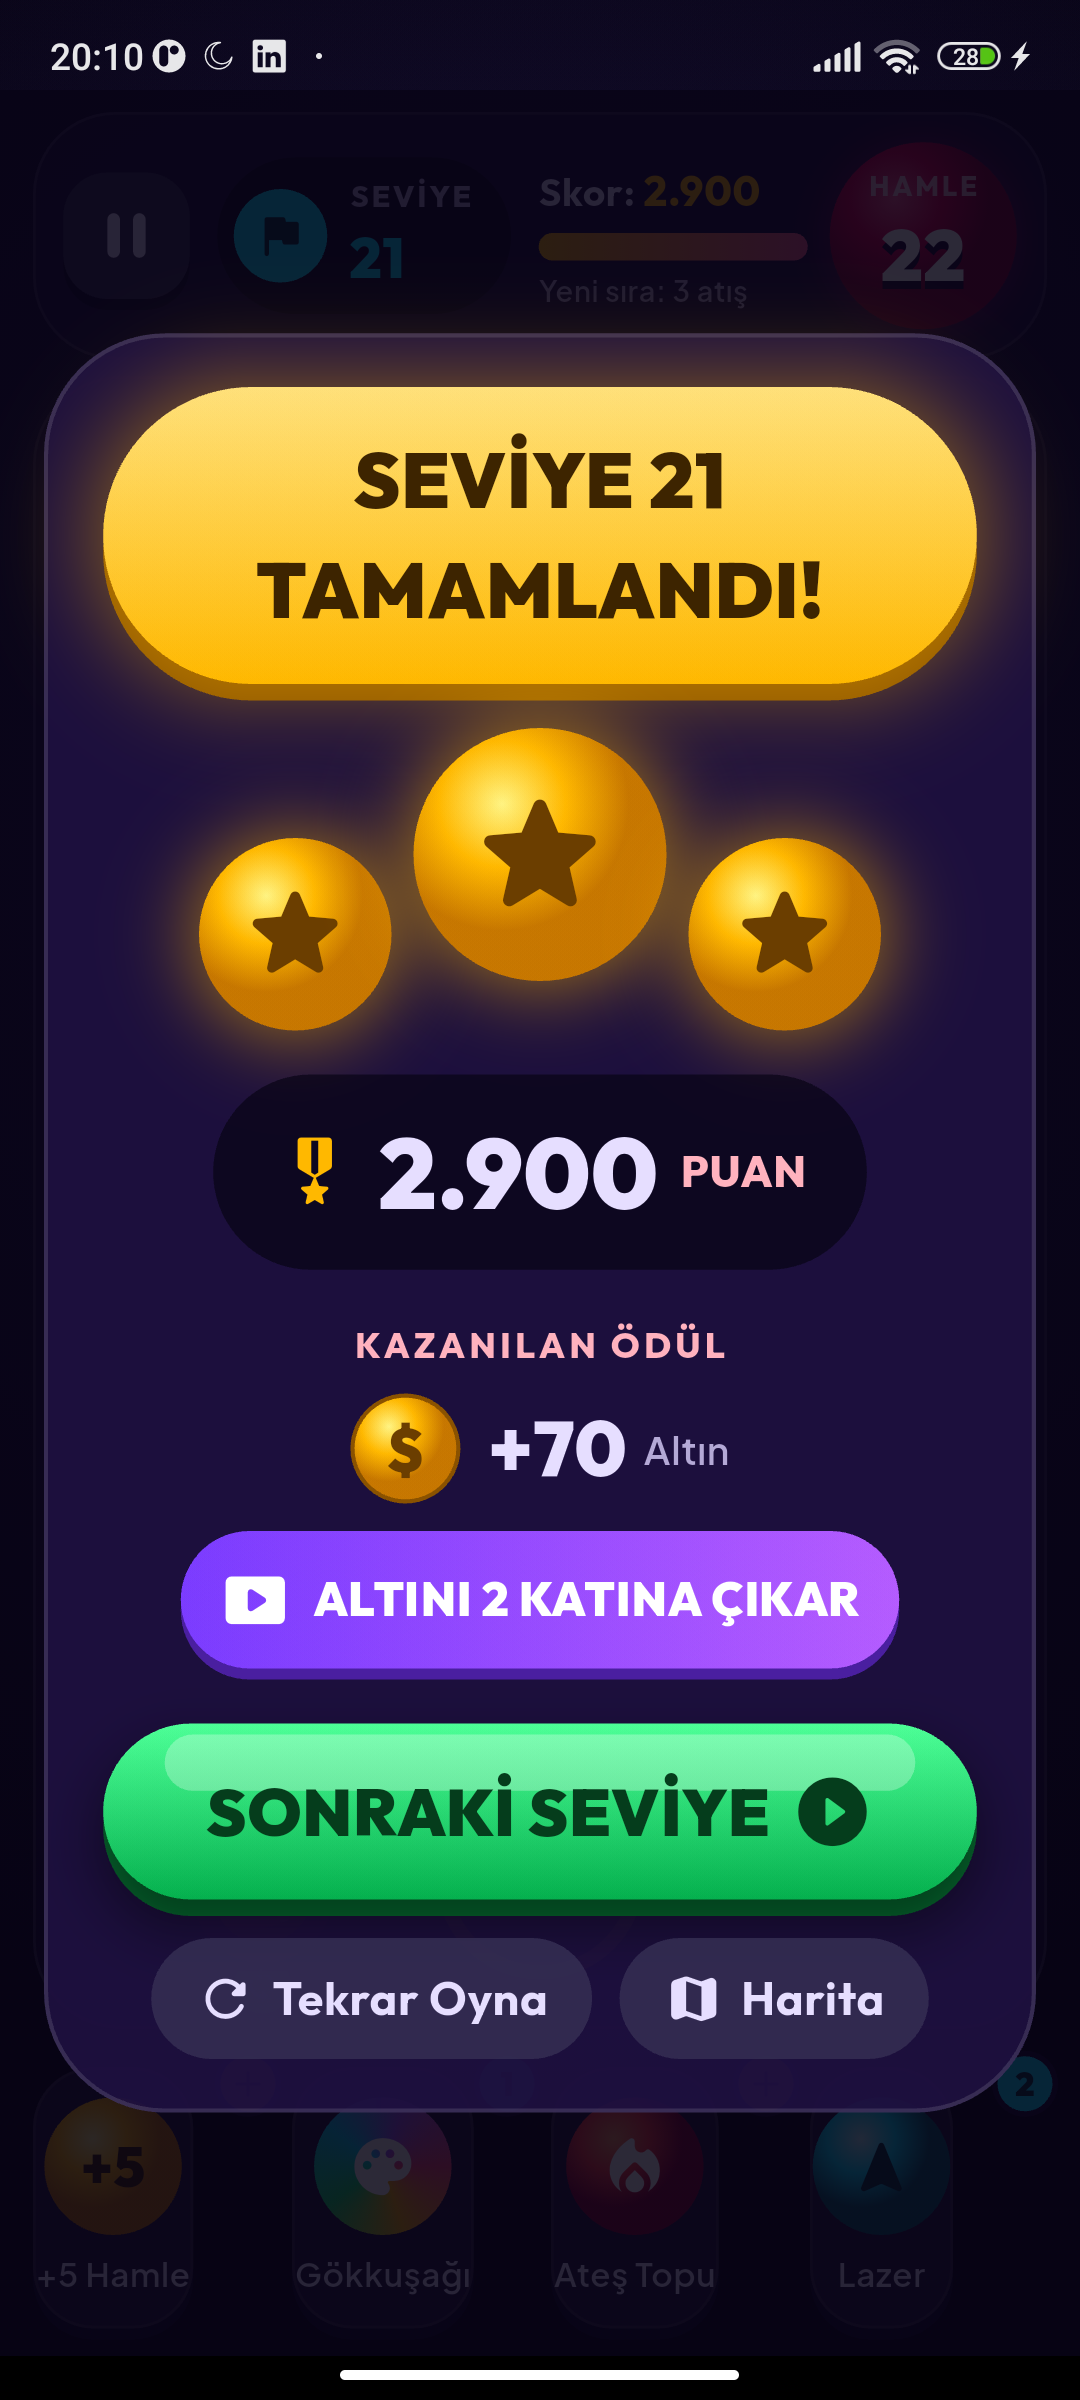 20:10
28
SEVİYE
21
Skor: 2.900
Yeni sıra: 3 atış
HAMLE
22
SEVİYE 21
TAMAMLANDI!
2.900 PUAN
KAZANILAN ÖDÜL
$ +70 Altın
ALTINI 2 KATINA ÇIKAR
SONRAKİ SEVİYE
Tekrar Oyna
Harita
2
+5
+5 Hamle
Gökkuşağı
Ateş Topu
Lazer